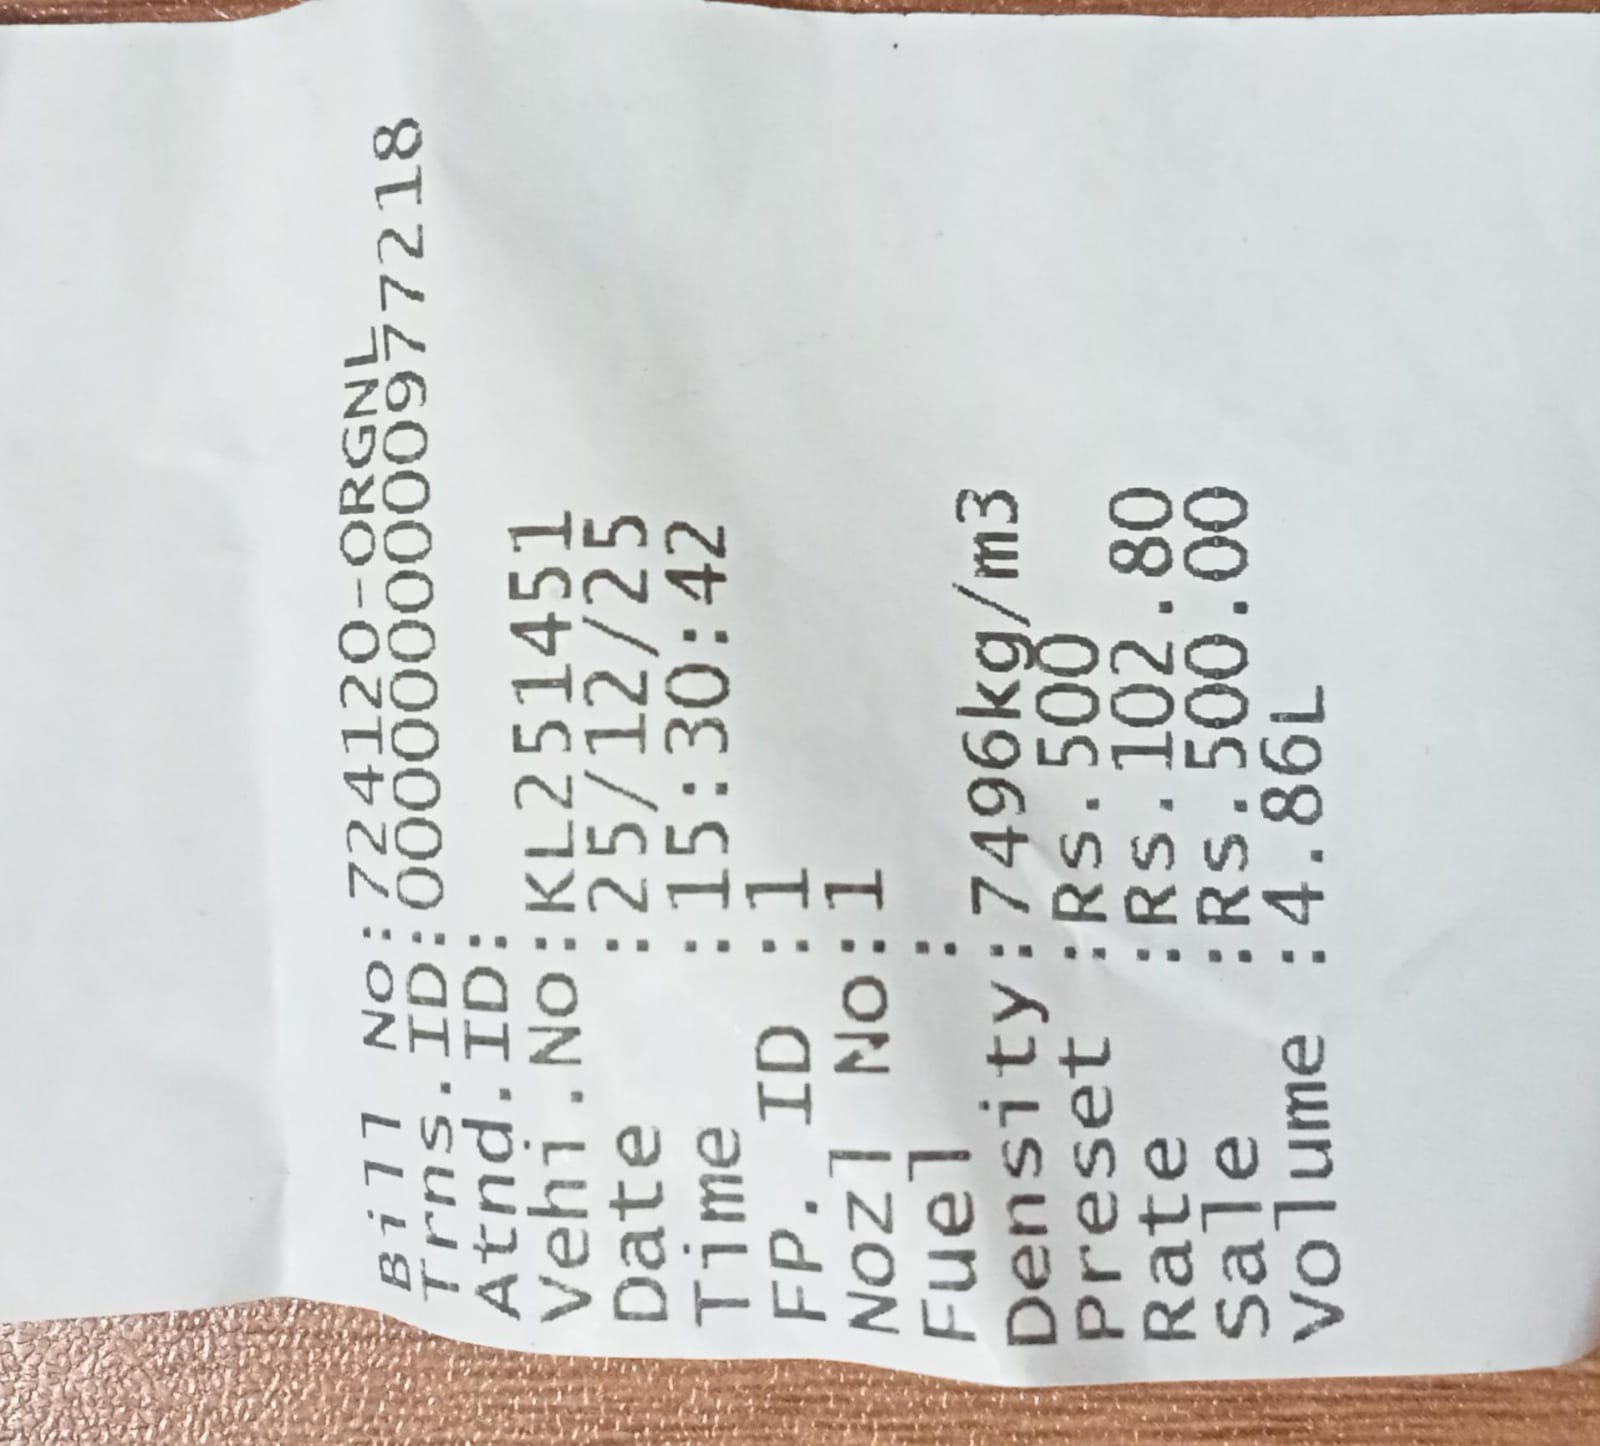 Bill No:724120-ORGNL
Trns.ID:0000000000977218
Atnd.ID:
Vehi.No:KL251451
Date :25/12/25
Time :15:30:42
FP. ID :1
Nozl No:1
Fuel :
Density:7496kg/m3
Preset :Rs.500
Rate :Rs.102.80
Sale :Rs.500.00
Volume :4.86L